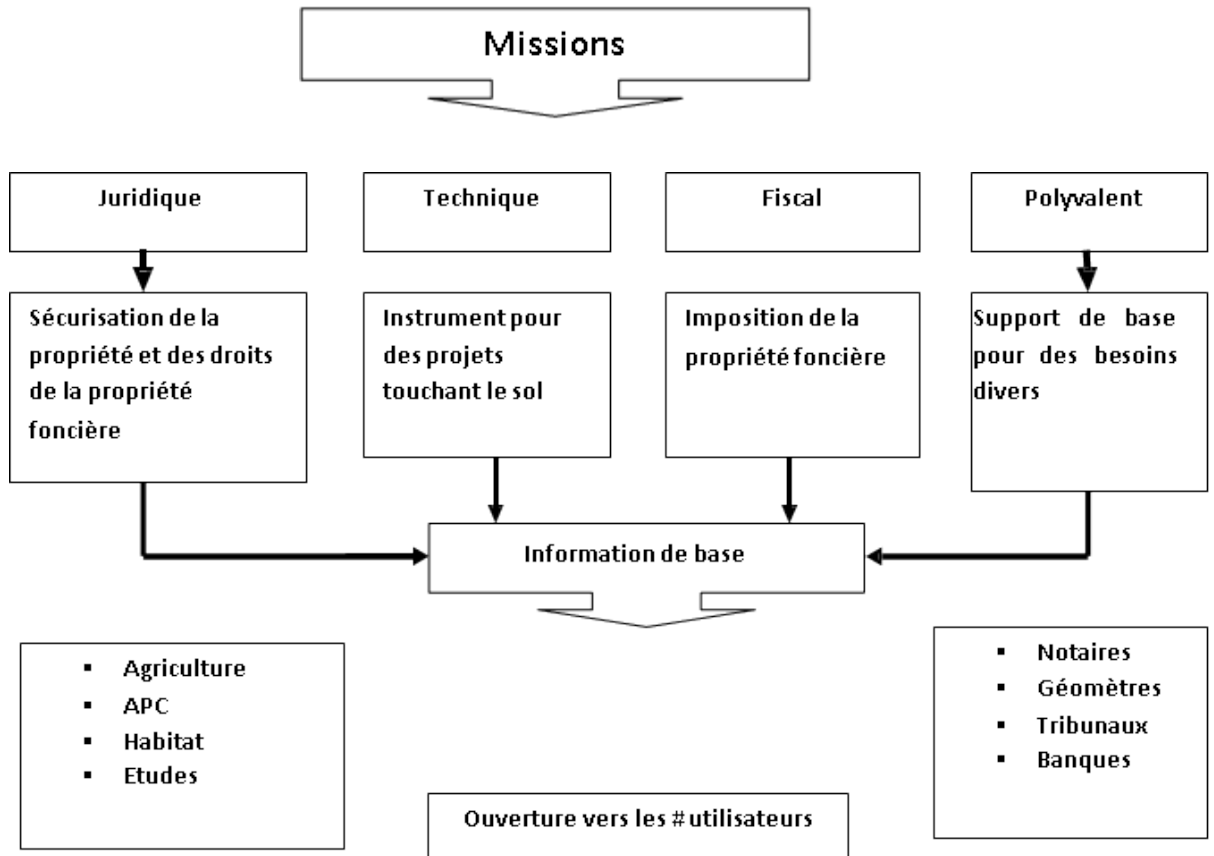 Missions
Juridique
Technique
Fiscal
Polyvalent
Sécurisation de la
propriété et des droits
de la propriété
foncière
Instrument pour
des projets
touchant le sol
Imposition de la
propriété foncière
Support de base
pour des besoins
divers
Information de base
▪ Agriculture
▪ APC
▪ Habitat
▪ Etudes
▪ Notaires
▪ Géomètres
▪ Tribunaux
▪ Banques
Ouverture vers les # utilisateurs